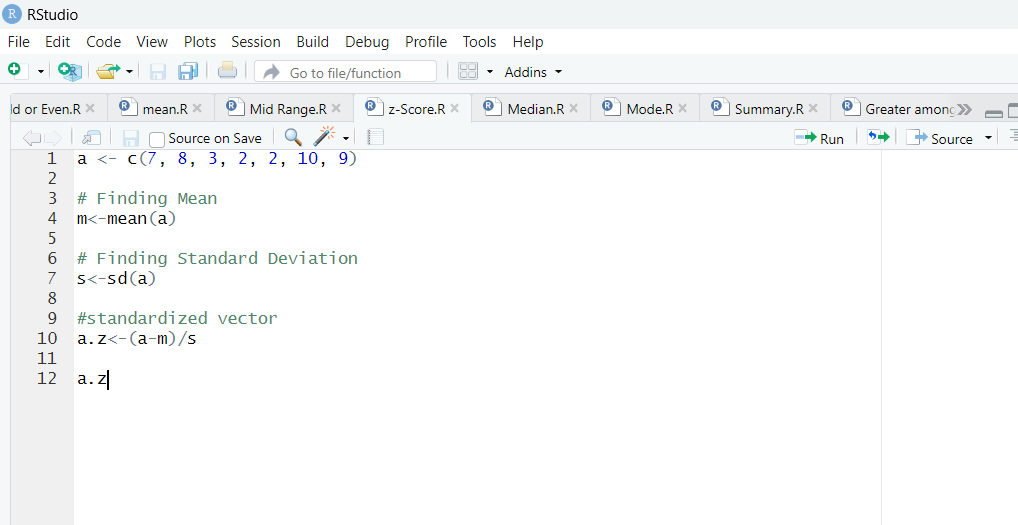 RStudio
File Edit Code View Plots Session Build Debug Profile Tools Help
Go to file/function Addins
ld or Even.R mean.R Mid Range.R z-Score.R Median.R Mode.R Summary.R Greater among
Source on Save Run Source
1 a <- c(7, 8, 3, 2, 2, 10, 9)
2
3 # Finding Mean
4 m<-mean(a)
5
6 # Finding Standard Deviation
7 s<-sd(a)
8
9 #standardized vector
10 a.z<-(a-m)/s
11
12 a.z